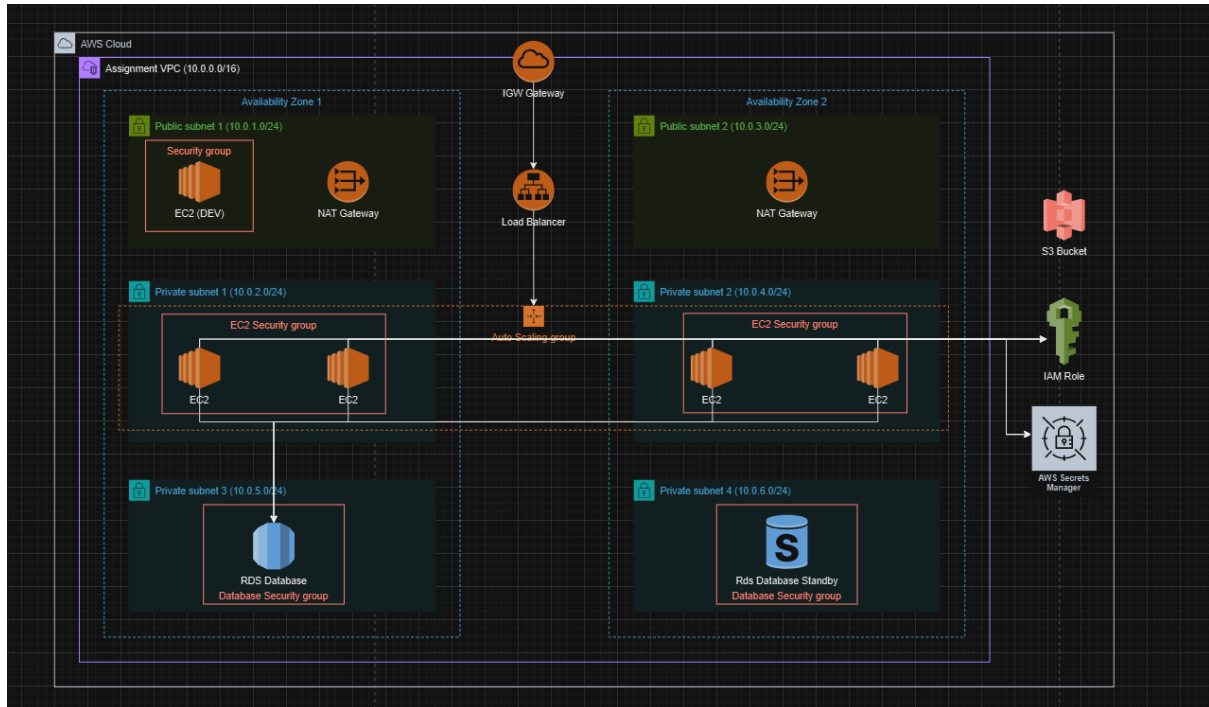 AWS Cloud
Assignment VPC (10.0.0.0/16)
IGW Gateway
Availability Zone 1
Availability Zone 2
Public subnet 1 (10.0.1.0/24)
Public subnet 2 (10.0.3.0/24)
Security group
EC2 (DEV)
NAT Gateway
Load Balancer
NAT Gateway
S3 Bucket
Private subnet 1 (10.0.2.0/24)
Private subnet 2 (10.0.4.0/24)
EC2 Security group
Auto Scaling group
EC2 Security group
EC2
EC2
EC2
EC2
IAM Role
AWS Secrets
Manager
Private subnet 3 (10.0.5.0/24)
Private subnet 4 (10.0.6.0/24)
RDS Database
Database Security group
S
Rds Database Standby
Database Security group